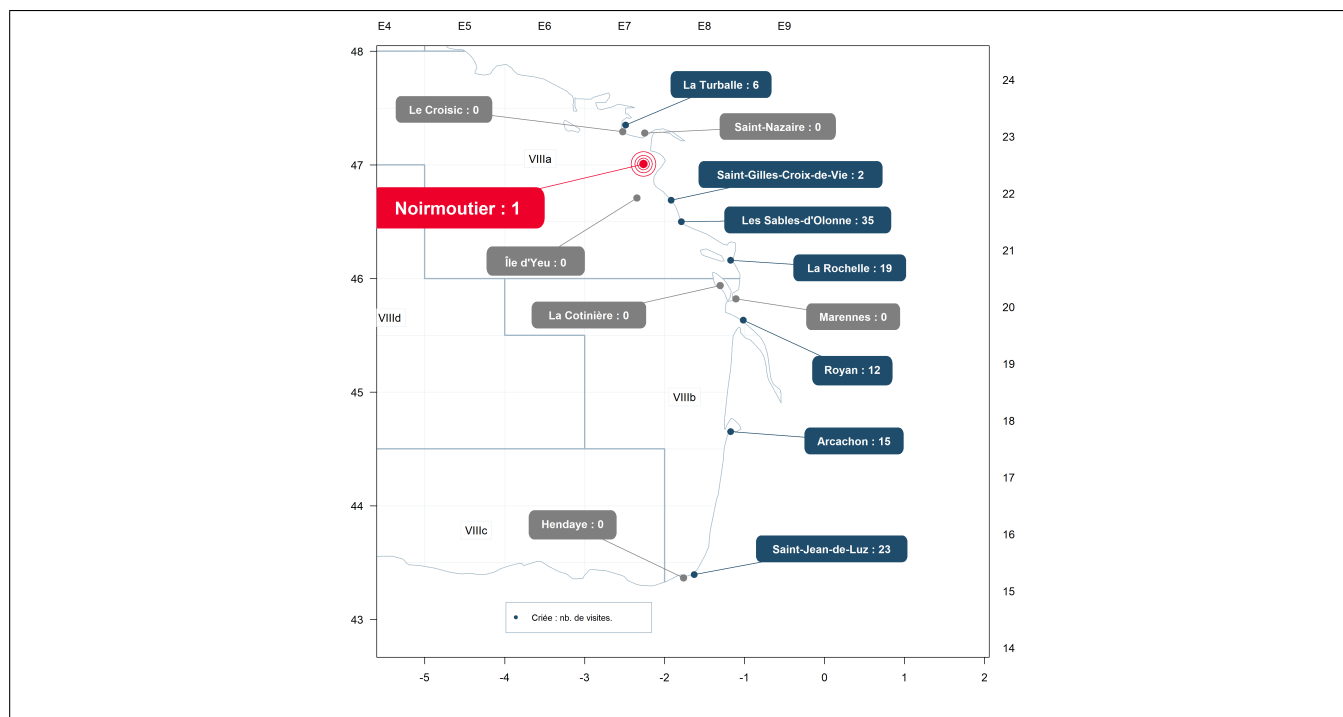 E4 E5 E6 E7 E8 E9
48
24
La Turballe : 6
Le Croisic : 0
Saint-Nazaire : 0
23
VIIIa
47
Saint-Gilles-Croix-de-Vie : 2
22
Noirmoutier : 1
Les Sables-d'Olonne : 35
21
Île d'Yeu : 0
La Rochelle : 19
46
20
La Cotinière : 0
Marennes : 0
VIIId
19
Royan : 12
45
VIIIb
18
Arcachon : 15
17
44
Hendaye : 0
VIIIc
16
Saint-Jean-de-Luz : 23
15
Criée : nb. de visites.
43
14
-5 -4 -3 -2 -1 0 1 2